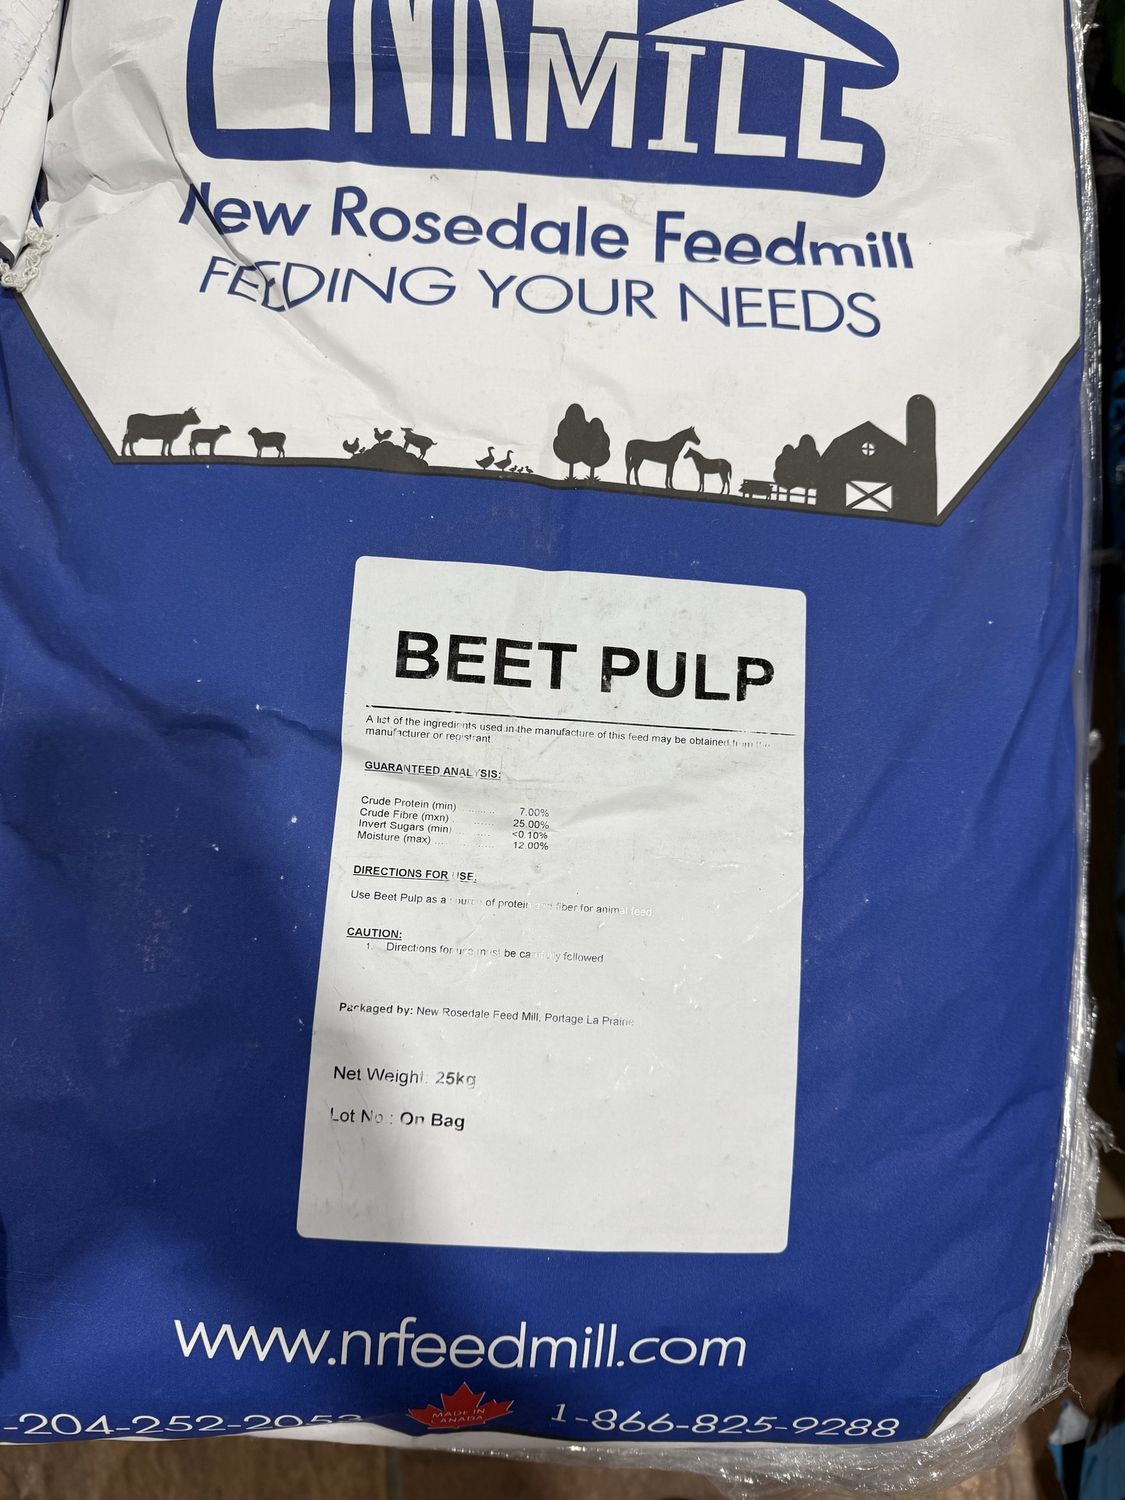 MILL
New Rosedale Feedmill
FEEDING YOUR NEEDS
BEET PULP
A list of the ingredients used in the manufacture of this feed may be obtained from the
manufacturer or registrant.
GUARANTEED ANALYSIS:
Crude Protein (min) ......... 7.00%
Crude Fibre (mxn) . ........ 25.00%
Invert Sugars (min) ..... <0.10%
Moisture (max) ... ..... 12.00%
DIRECTIONS FOR USE:
Use Beet Pulp as a source of protein and fiber for animal feed.
CAUTION:
1. Directions for use must be carefully followed
Packaged by: New Rosedale Feed Mill, Portage La Prairie
Net Weight: 25kg
Lot No : On Bag
www.nrfeedmill.com
-204-252-2053
MADE IN
CANADA
1-866-825-9288